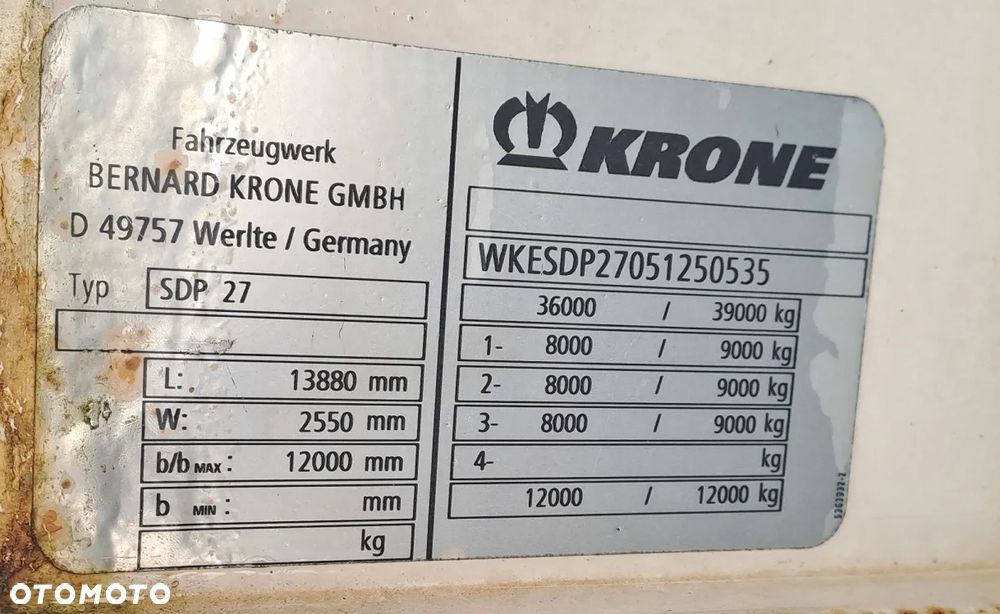 Fahrzeugwerk
BERNARD KRONE GMBH
D 49757 Werlte / Germany
Typ SDP 27
L: 13880 mm
W: 2550 mm
b/b MAX : 12000 mm
b MIN : mm
kg
KRONE
WKESDP27051250535
36000 / 39000 kg
1- 8000 / 9000 kg
2- 8000 / 9000 kg
3- 8000 / 9000 kg
4- kg
12000 / 12000 kg
OTOMOTO